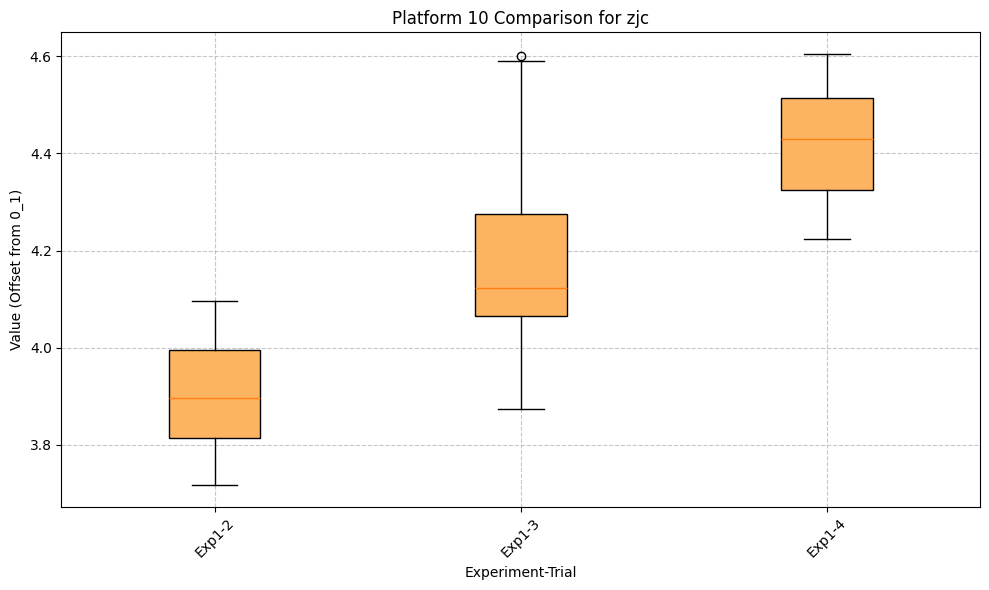 Platform 10 Comparison for zjc
Value (Offset from 0_1)
4.6
4.4
4.2
4.0
3.8
Exp1-2
Exp1-3
Exp1-4
Experiment-Trial